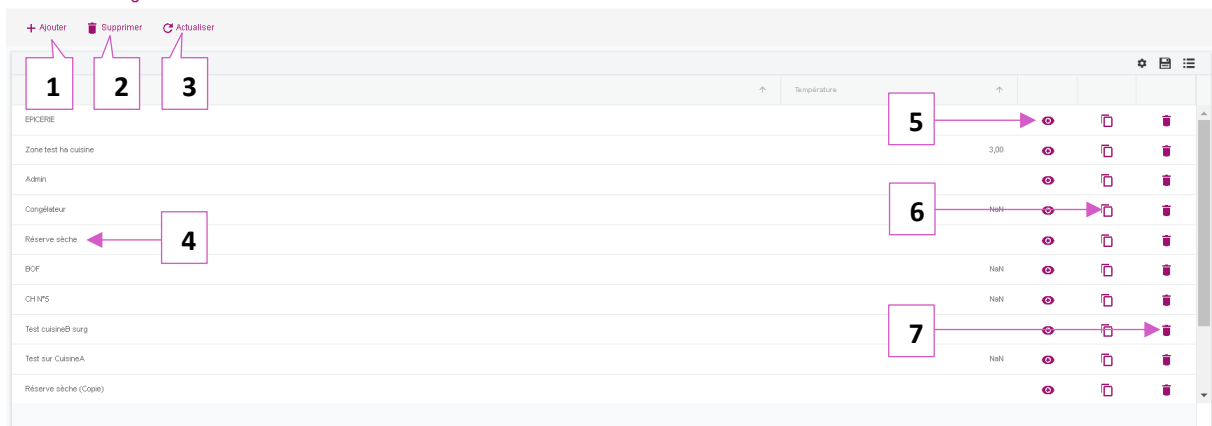 Ajouter Supprimer Actualiser
1 2 3
Température
EPICERIE 5
Zone test ha cuisine 3,00
Admin
Congélateur 6 NaN
Réserve sèche 4
BOF NaN
CH N°5 NaN
Test cuisineB surg 7
Test sur CuisineA NaN
Réserve sèche (Copie)